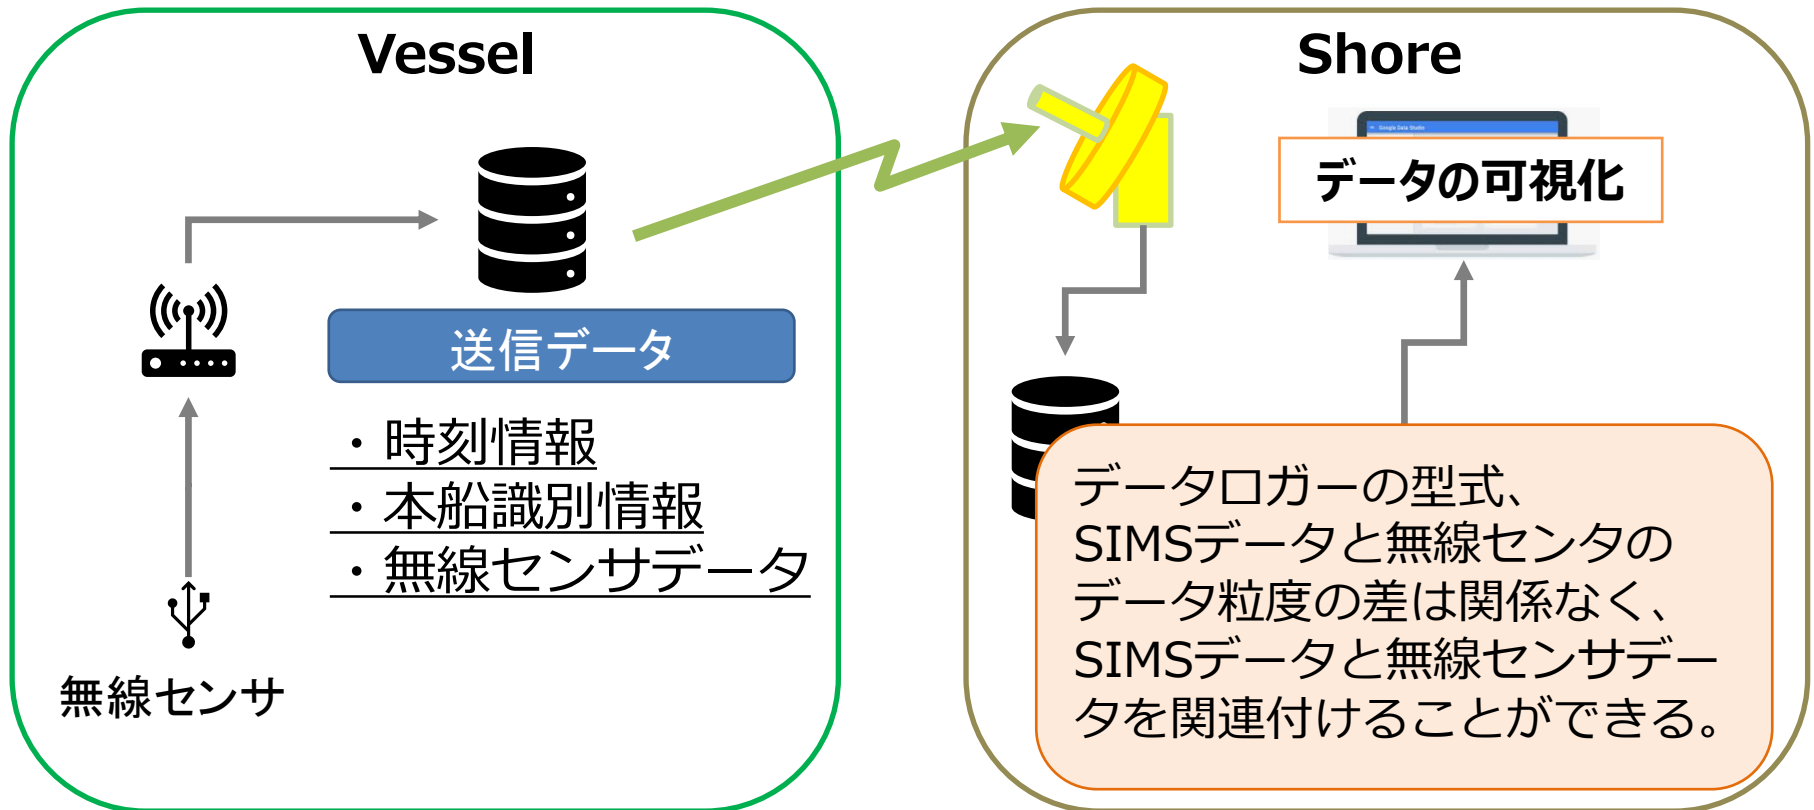 Vessel
送信データ
・時刻情報
・本船識別情報
・無線センサデータ
無線センサ
Shore
Google Data Studio
データの可視化
データロガーの型式、
SIMSデータと無線センタの
データ粒度の差は関係なく、
SIMSデータと無線センサデー
タを関連付けることができる。